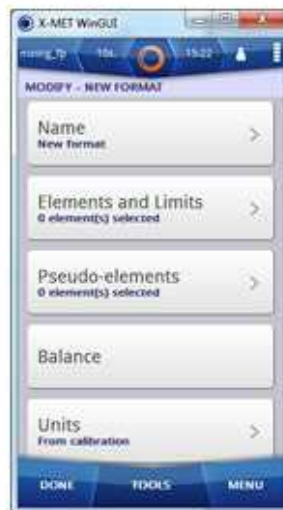 X-MET WinGUI
mining_fp 10s. 15:22
MODIFY - NEW FORMAT
Name
New format
Elements and Limits
0 element(s) selected
Pseudo-elements
0 element(s) selected
Balance
Units
From calibration
DONE TOOLS MENU